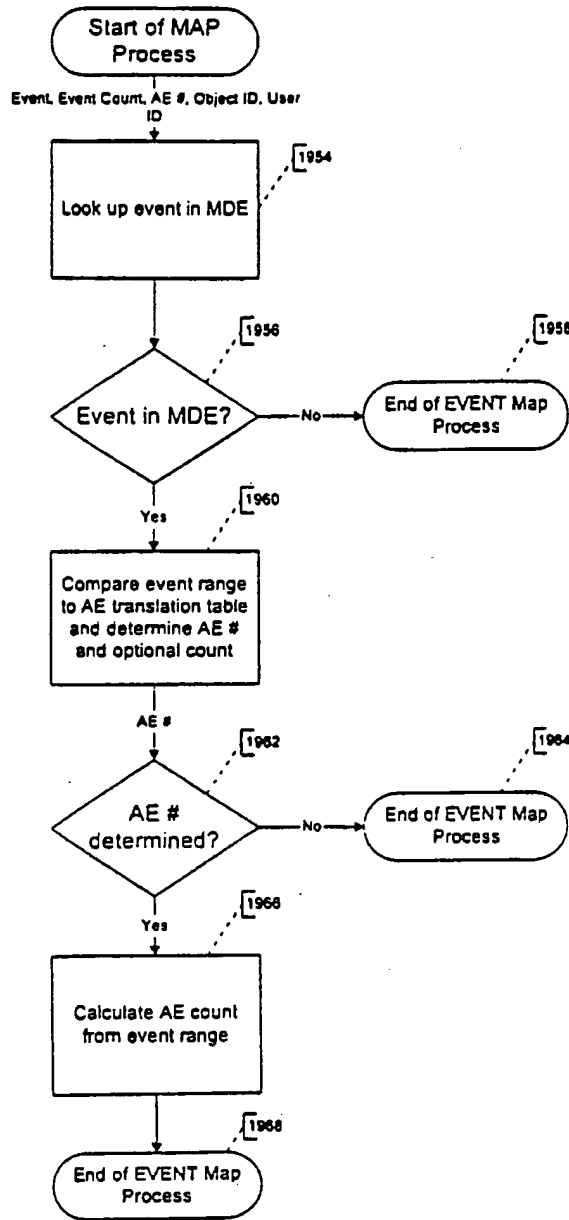 Start of MAP
Process
Event, Event Count, AE #, Object ID, User
ID
1954
Look up event in MDE
1956
1958
Event in MDE?
No
End of EVENT Map
Process
Yes
1960
Compare event range
to AE translation table
and determine AE #
and optional count
AE #
1962
1964
AE #
determined?
No
End of EVENT Map
Process
Yes
1966
Calculate AE count
from event range
1968
End of EVENT Map
Process